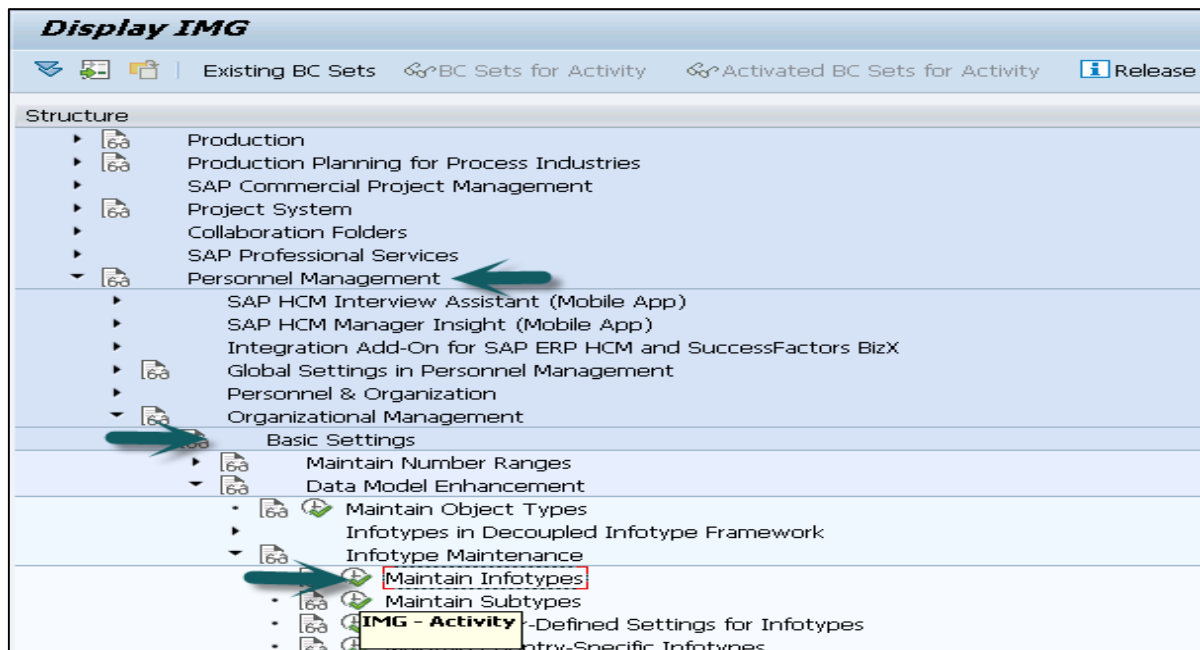 Display IMG
Existing BC Sets BC Sets for Activity Activated BC Sets for Activity Release
Structure
Production
Production Planning for Process Industries
SAP Commercial Project Management
Project System
Collaboration Folders
SAP Professional Services
Personnel Management
SAP HCM Interview Assistant (Mobile App)
SAP HCM Manager Insight (Mobile App)
Integration Add-On for SAP ERP HCM and SuccessFactors BizX
Global Settings in Personnel Management
Personnel & Organization
Organizational Management
Basic Settings
Maintain Number Ranges
Data Model Enhancement
Maintain Object Types
Infotypes in Decoupled Infotype Framework
Infotype Maintenance
Maintain Infotypes
Maintain Subtypes
IMG - Activity -Defined Settings for Infotypes
Infotypes